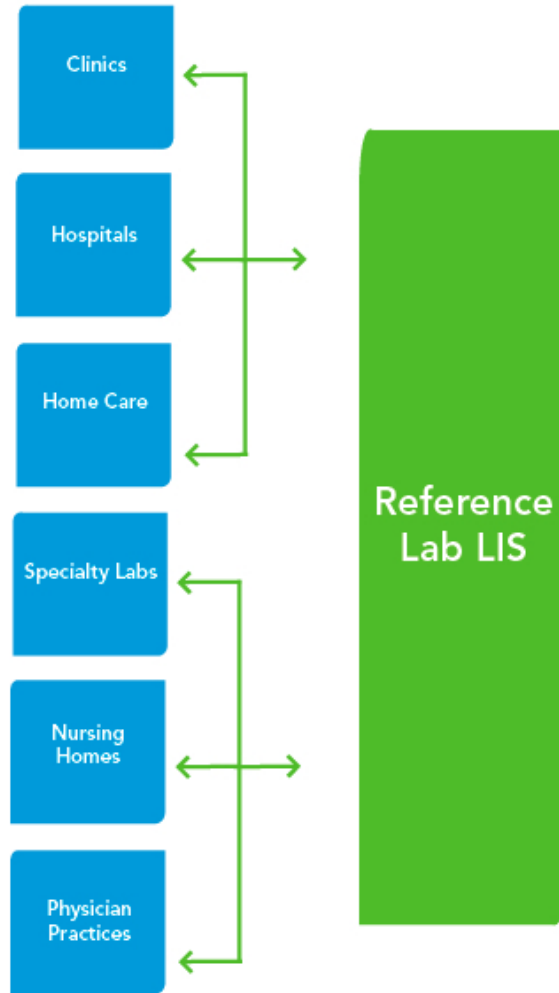 Clinics
Hospitals
Home Care
Specialty Labs
Nursing
Homes
Physician
Practices
Reference
Lab LIS